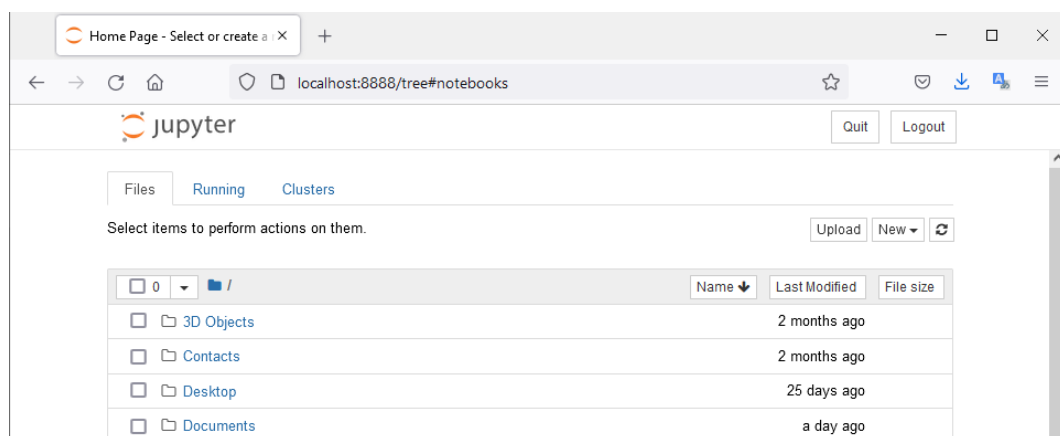 Home Page - Select or create a
localhost:8888/tree#notebooks
jupyter
Quit Logout
Files Running Clusters
Select items to perform actions on them.
Upload New
0 / Name Last Modified File size
3D Objects 2 months ago
Contacts 2 months ago
Desktop 25 days ago
Documents a day ago